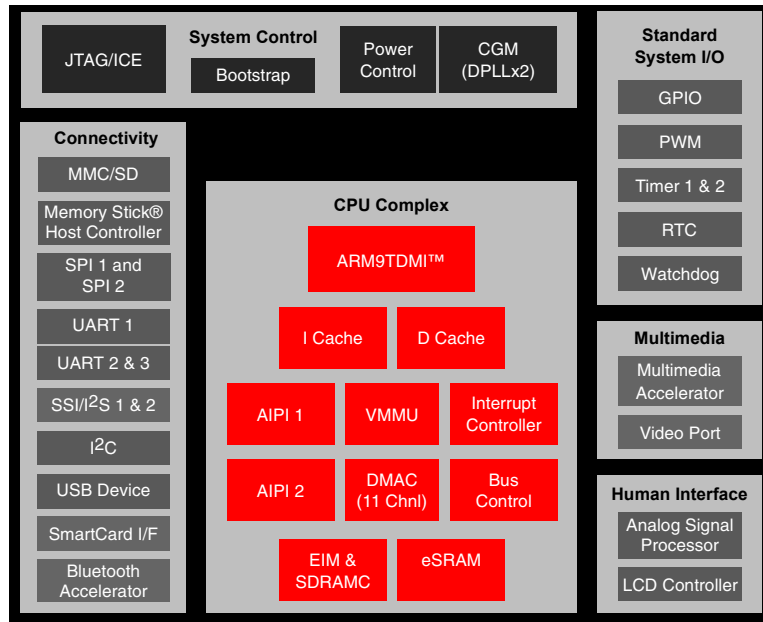 System Control
JTAG/ICE
Bootstrap
Power
Control
CGM
(DPLLx2)
Standard
System I/O
GPIO
PWM
Timer 1 & 2
RTC
Watchdog
Connectivity
MMC/SD
Memory Stick®
Host Controller
SPI 1 and
SPI 2
UART 1
UART 2 & 3
SSI/I2S 1 & 2
I2C
USB Device
SmartCard I/F
Bluetooth
Accelerator
CPU Complex
ARM9TDMI™
I Cache
D Cache
AIPI 1
VMMU
Interrupt
Controller
AIPI 2
DMAC
(11 Chnl)
Bus
Control
EIM &
SDRAMC
eSRAM
Multimedia
Multimedia
Accelerator
Video Port
Human Interface
Analog Signal
Processor
LCD Controller